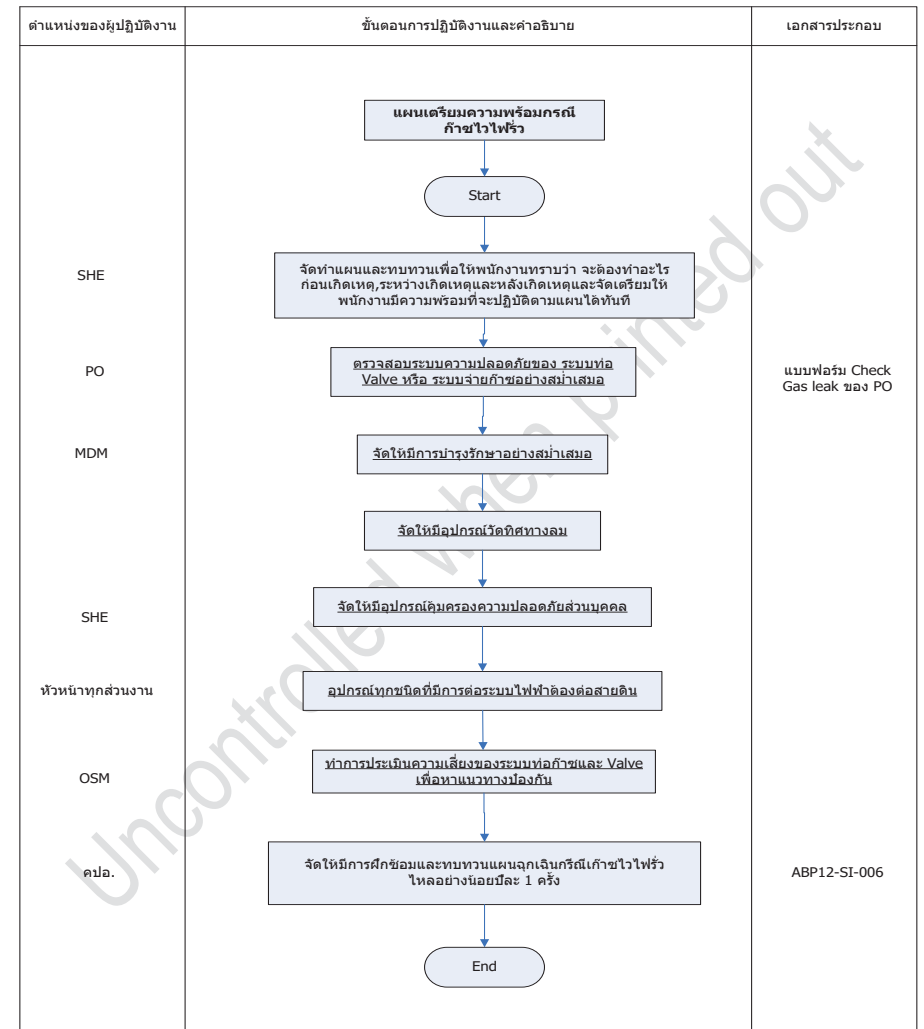 ตำแหน่งของผู้ปฏิบัติงาน
ขั้นตอนการปฏิบัติงานและคำอธิบาย
เอกสารประกอบ
แผนเตรียมความพร้อมกรณี
ก๊าซไวไฟรั่ว
Start
SHE
จัดทำแผนและทบทวนเพื่อให้พนักงานทราบว่า จะต้องทำอะไร
ก่อนเกิดเหตุ,ระหว่างเกิดเหตุและหลังเกิดเหตุและจัดเตรียมให้
พนักงานมีความพร้อมที่จะปฏิบัติตามแผนได้ทันที
PO
ตรวจสอบระบบความปลอดภัยของ ระบบท่อ
Valve หรือ ระบบจ่ายก๊าซอย่างสม่ำเสมอ
แบบฟอร์ม Check
Gas leak ของ PO
MDM
จัดให้มีการบำรุงรักษาอย่างสม่ำเสมอ
จัดให้มีอุปกรณ์วัดทิศทางลม
SHE
จัดให้มีอุปกรณ์คุ้มครองความปลอดภัยส่วนบุคคล
หัวหน้าทุกส่วนงาน
อุปกรณ์ทุกชนิดที่มีการต่อระบบไฟฟ้าต้องต่อสายดิน
OSM
ทำการประเมินความเสี่ยงของระบบท่อก๊าซและ Valve
เพื่อหาแนวทางป้องกัน
คปอ.
จัดให้มีการฝึกซ้อมและทบทวนแผนฉุกเฉินกรีณีเก๊าซไวไฟรั่ว
ไหลอย่างน้อยปีละ 1 ครั้ง
ABP12-SI-006
End
Uncontrolled when printed out